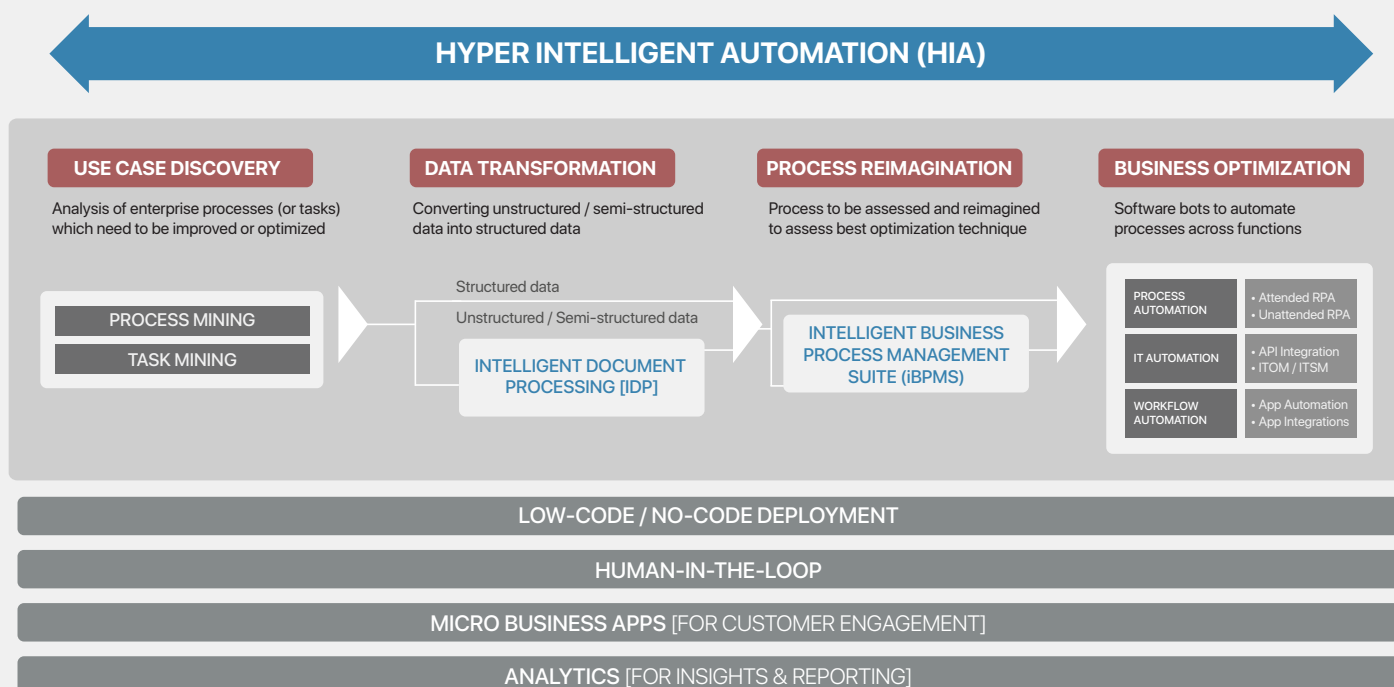 HYPER INTELLIGENT AUTOMATION (HIA)
USE CASE DISCOVERY
Analysis of enterprise processes (or tasks)
which need to be improved or optimized
PROCESS MINING
TASK MINING
DATA TRANSFORMATION
Converting unstructured / semi-structured
data into structured data
Structured data
Unstructured / Semi-structured data
INTELLIGENT DOCUMENT
PROCESSING [IDP]
PROCESS REIMAGINATION
Process to be assessed and reimagined
to assess best optimization technique
INTELLIGENT BUSINESS
PROCESS MANAGEMENT
SUITE (iBPMS)
BUSINESS OPTIMIZATION
Software bots to automate
processes across functions
PROCESS
AUTOMATION
• Attended RPA
• Unattended RPA
IT AUTOMATION
• API Integration
• ITOM / ITSM
WORKFLOW
AUTOMATION
• App Automation
• App Integrations
LOW-CODE / NO-CODE DEPLOYMENT
HUMAN-IN-THE-LOOP
MICRO BUSINESS APPS [FOR CUSTOMER ENGAGEMENT]
ANALYTICS [FOR INSIGHTS & REPORTING]